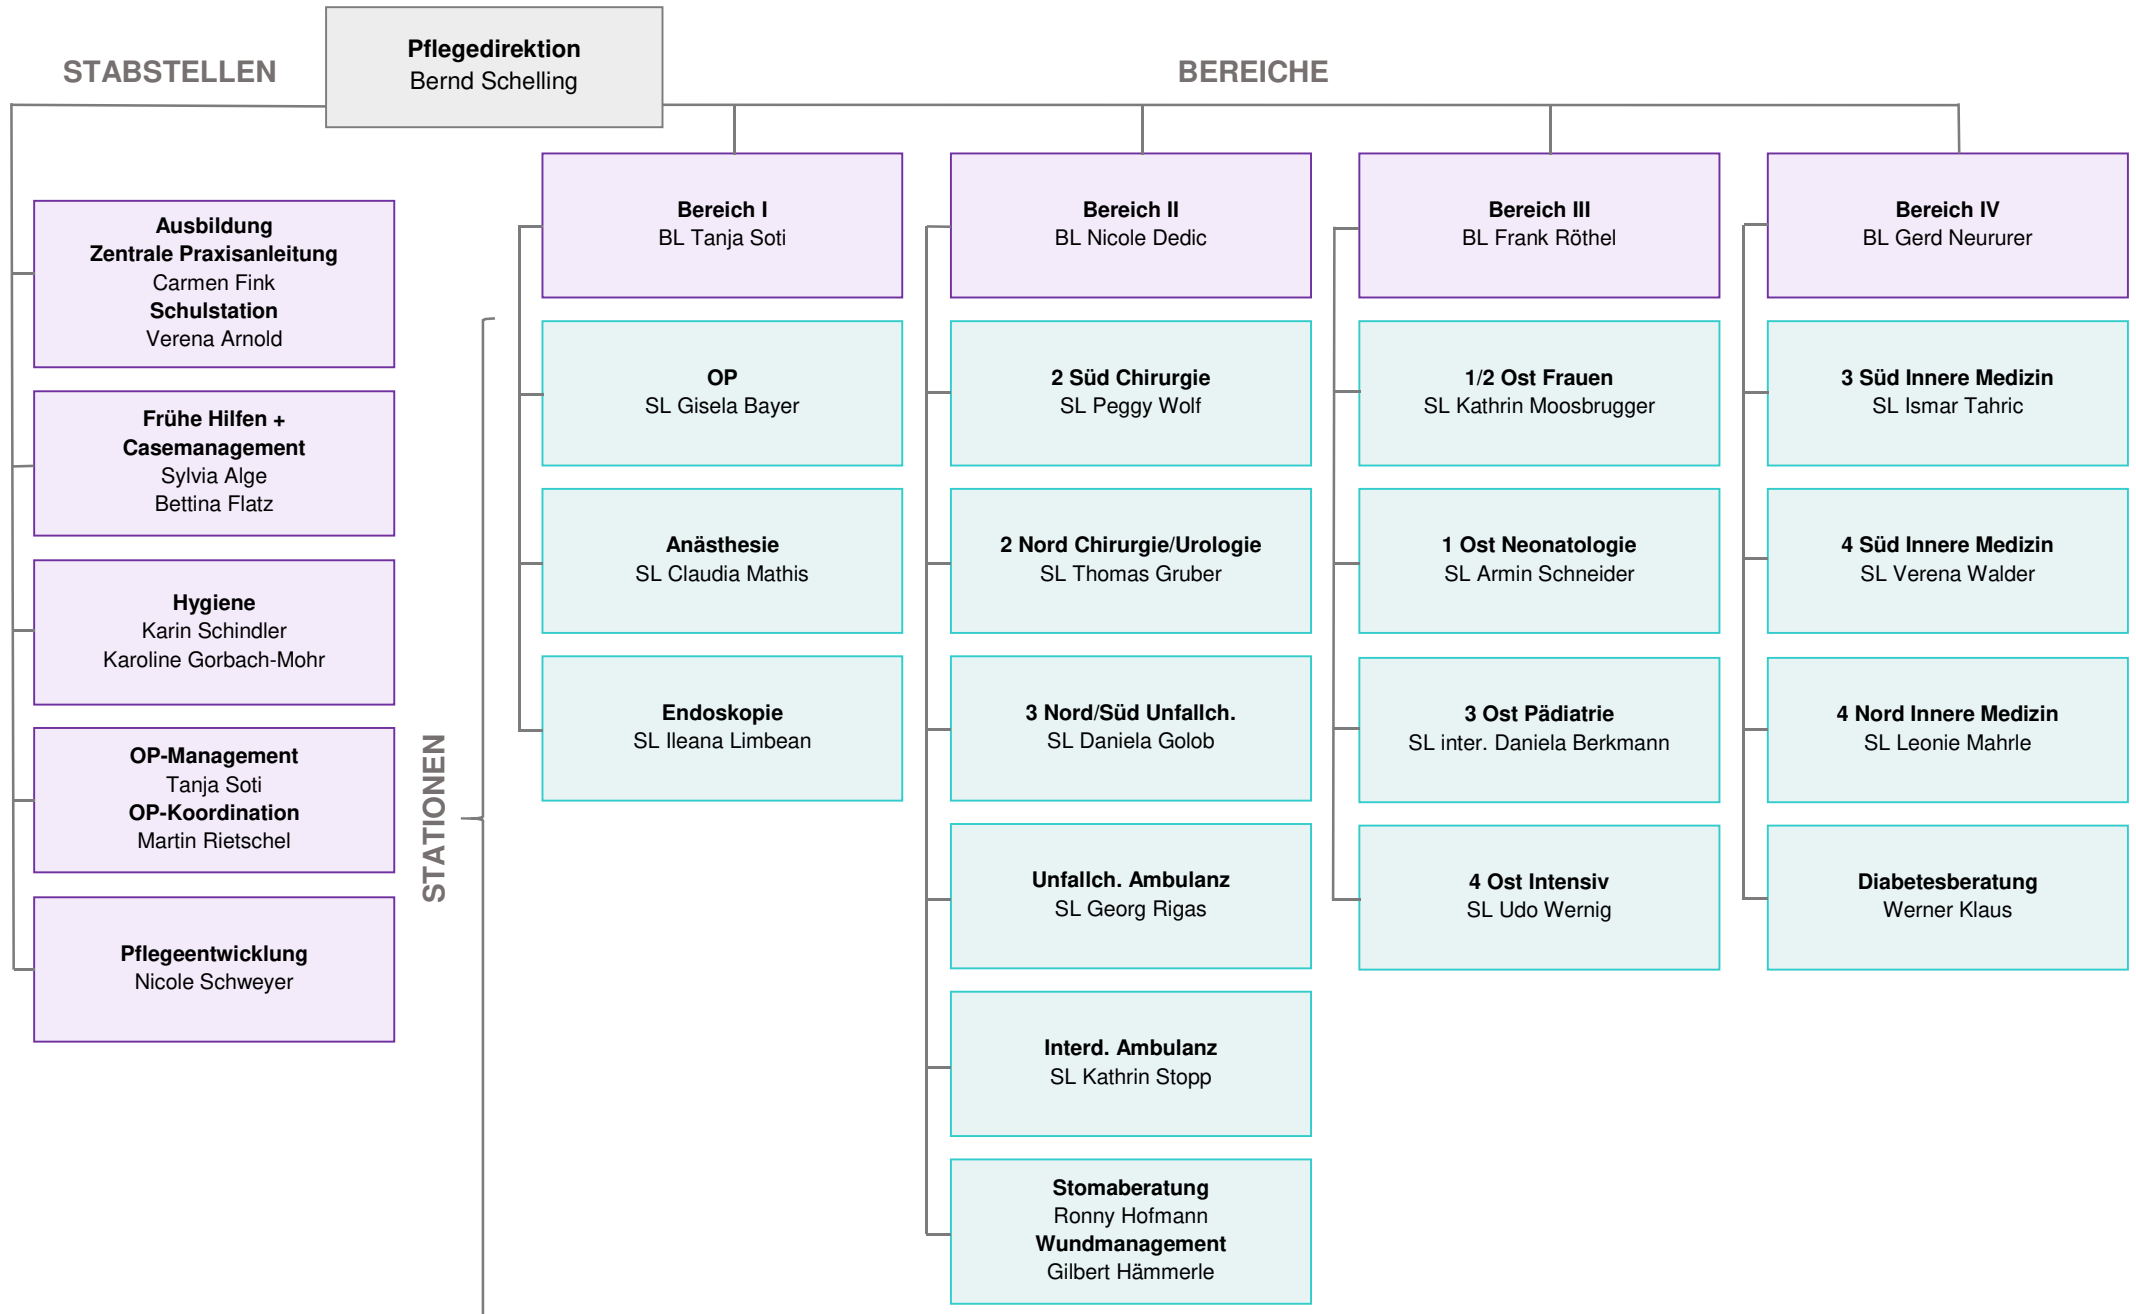 Pflegedirektion
Bernd Schelling
STABSTELLEN
BEREICHE
Ausbildung
Zentrale Praxisanleitung
Carmen Fink
Schulstation
Verena Arnold
Frühe Hilfen +
Casemanagement
Sylvia Alge
Bettina Flatz
Hygiene
Karin Schindler
Karoline Gorbach-Mohr
OP-Management
Tanja Soti
OP-Koordination
Martin Rietschel
Pflegeentwicklung
Nicole Schweyer
STATIONEN
Bereich I
BL Tanja Soti
OP
SL Gisela Bayer
Anästhesie
SL Claudia Mathis
Endoskopie
SL Ileana Limbean
Bereich II
BL Nicole Dedic
2 Süd Chirurgie
SL Peggy Wolf
2 Nord Chirurgie/Urologie
SL Thomas Gruber
3 Nord/Süd Unfallch.
SL Daniela Golob
Unfallch. Ambulanz
SL Georg Rigas
Interd. Ambulanz
SL Kathrin Stopp
Stomaberatung
Ronny Hofmann
Wundmanagement
Gilbert Hämmerle
Bereich III
BL Frank Röthel
1/2 Ost Frauen
SL Kathrin Moosbrugger
1 Ost Neonatologie
SL Armin Schneider
3 Ost Pädiatrie
SL inter. Daniela Berkmann
4 Ost Intensiv
SL Udo Wernig
Bereich IV
BL Gerd Neururer
3 Süd Innere Medizin
SL Ismar Tahric
4 Süd Innere Medizin
SL Verena Walder
4 Nord Innere Medizin
SL Leonie Mahrle
Diabetesberatung
Werner Klaus